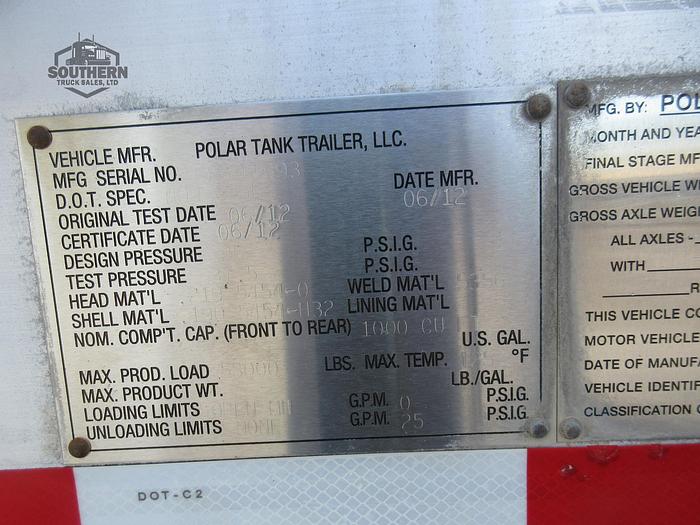 SOUTHERN
TRUCK SALES, LTD
VEHICLE MFR. POLAR TANK TRAILER, LLC.
MFG SERIAL NO.
D.O.T. SPEC. DATE MFR.
ORIGINAL TEST DATE 06/12 06/12
CERTIFICATE DATE 06/12
DESIGN PRESSURE P.S.I.G.
TEST PRESSURE P.S.I.G.
HEAD MAT'L WELD MAT'L
SHELL MAT'L LINING MAT'L
NOM. COMP'T. CAP. (FRONT TO REAR) 1000 CU
U.S. GAL.
MAX. PROD. LOAD LBS. MAX. TEMP. °F
MAX. PRODUCT WT. LB./GAL.
LOADING LIMITS G.P.M. 0 P.S.I.G.
UNLOADING LIMITS G.P.M. 25 P.S.I.G.
MFG. BY: POL
MONTH AND YEA
FINAL STAGE MF
GROSS VEHICLE WE
GROSS AXLE WEIG
ALL AXLES -
WITH
R
THIS VEHICLE CO
MOTOR VEHICLE
DATE OF MANUFA
VEHICLE IDENTIF
CLASSIFICATION
DOT-C2